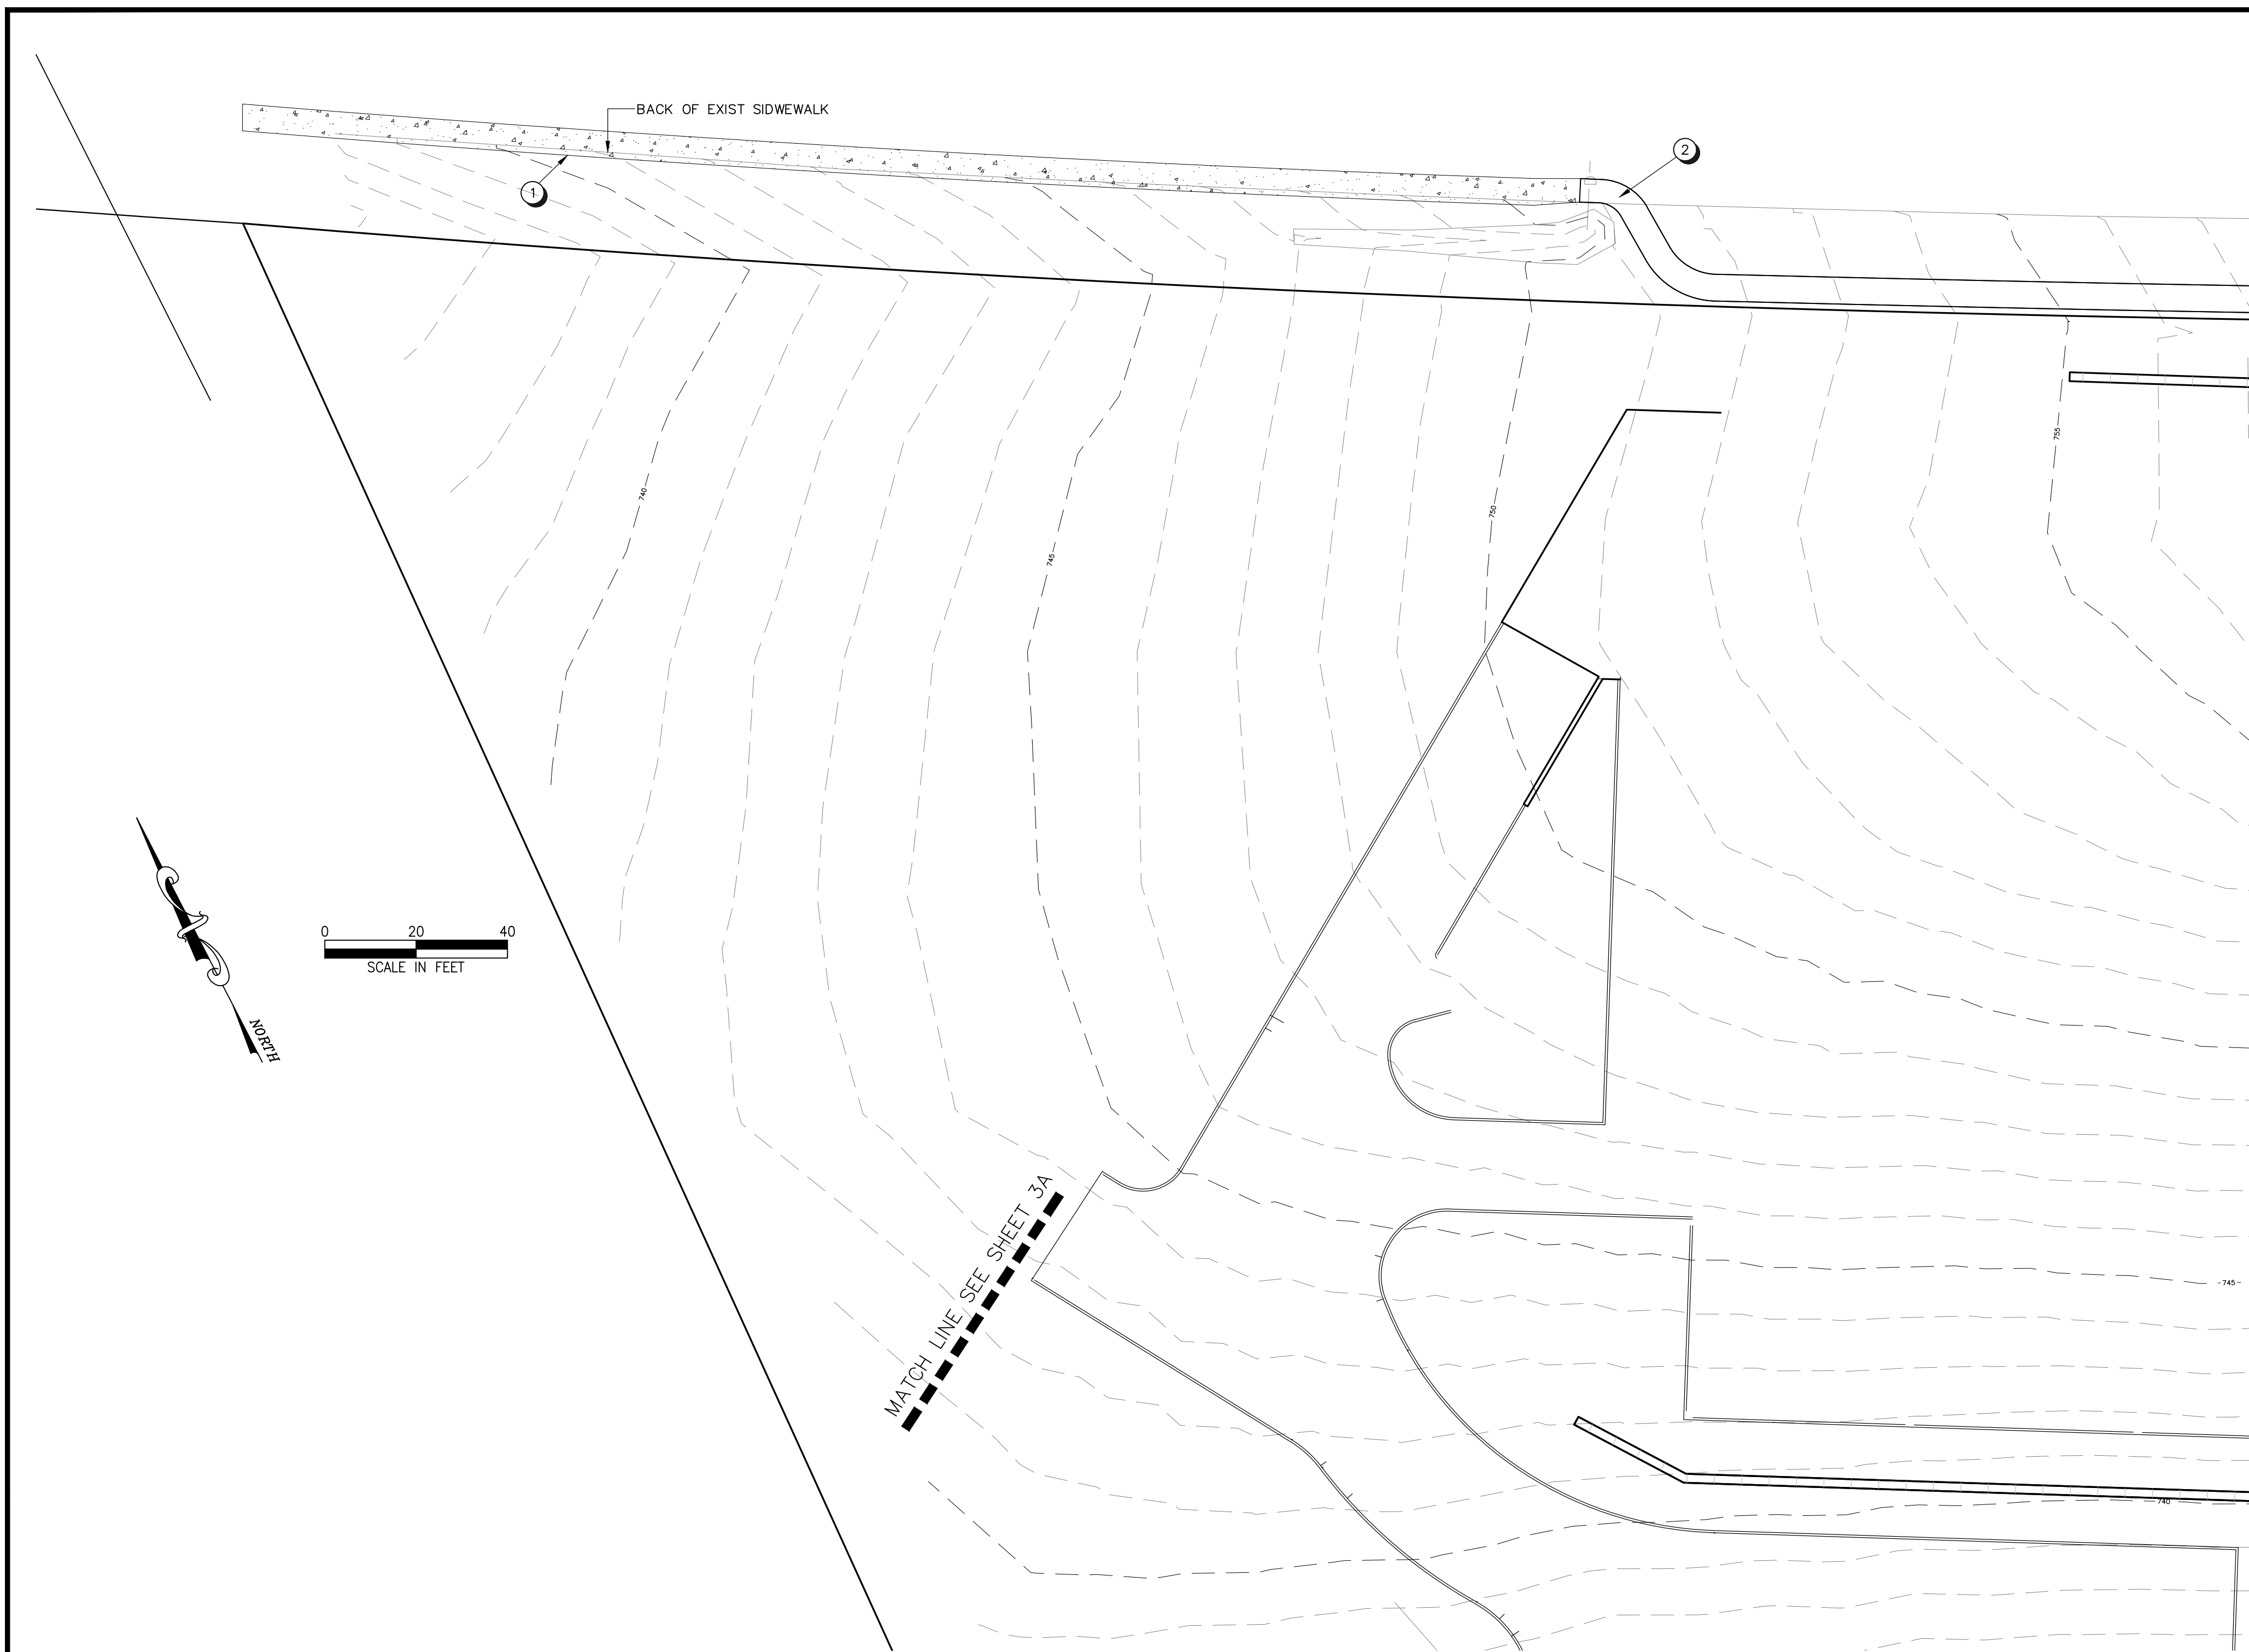 BACK OF EXIST SIDWEWALK
2
1
755
740
750
745
0 20 40
SCALE IN FEET
NORTH
MATCH LINE SEE SHEET 3A
745
740